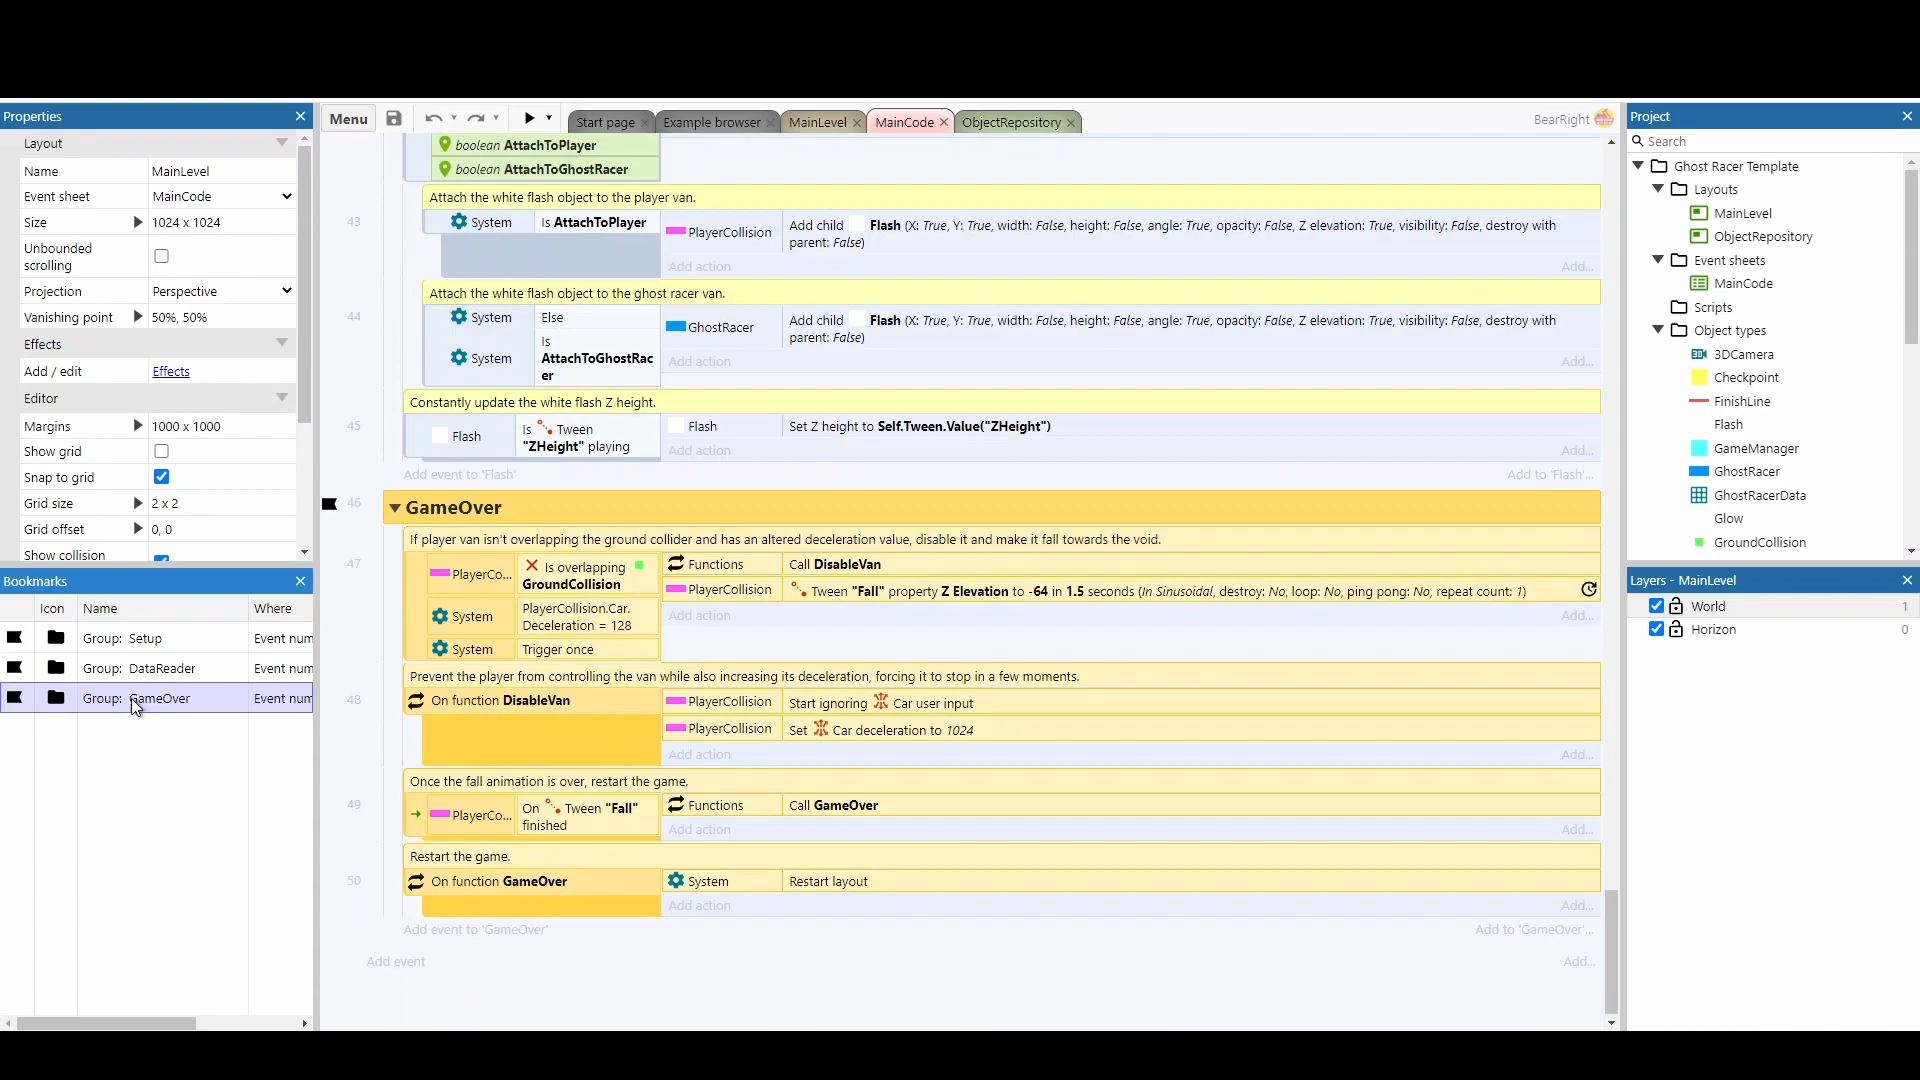 Properties
Layout
Name MainLevel
Event sheet MainCode
Size 1024 x 1024
Unbounded
scrolling
Projection Perspective
Vanishing point 50%, 50%
Effects
Add / edit Effects
Editor
Margins 1000 x 1000
Show grid
Snap to grid
Grid size 2 x 2
Grid offset 0, 0
Show collision
Bookmarks
Icon Name Where
Group: Setup Event num
Group: DataReader Event num
Group: GameOver Event num
Menu
Start page
Example browser
MainLevel
MainCode
ObjectRepository
BearRight
boolean AttachToPlayer
boolean AttachToGhostRacer
Attach the white flash object to the player van.
43
System Is AttachToPlayer
PlayerCollision
Add child Flash (X: True, Y: True, width: False, height: False, angle: True, opacity: False, Z elevation: True, visibility: False, destroy with
parent: False)
Add action Add...
Attach the white flash object to the ghost racer van.
44
System Else
System Is
AttachToGhostRac
er
GhostRacer
Add child Flash (X: True, Y: True, width: False, height: False, angle: True, opacity: False, Z elevation: True, visibility: False, destroy with
parent: False)
Add action Add...
Constantly update the white flash Z height.
45
Flash Is Tween
"ZHeight" playing
Flash Set Z height to Self.Tween.Value("ZHeight")
Add action Add...
Add event to 'Flash' Add to 'Flash'...
46 GameOver
If player van isn't overlapping the ground collider and has an altered deceleration value, disable it and make it fall towards the void.
47
PlayerCo... Is overlapping
GroundCollision
System PlayerCollision.Car.
Deceleration = 128
System Trigger once
Functions Call DisableVan
PlayerCollision Tween "Fall" property Z Elevation to -64 in 1.5 seconds (In Sinusoidal, destroy: No, loop: No, ping pong: No, repeat count: 1)
Add action Add...
Prevent the player from controlling the van while also increasing its deceleration, forcing it to stop in a few moments.
48
On function DisableVan
PlayerCollision Start ignoring Car user input
PlayerCollision Set Car deceleration to 1024
Add action Add...
Once the fall animation is over, restart the game.
49
PlayerCo... On Tween "Fall"
finished
Functions Call GameOver
Add action Add...
Restart the game.
50
On function GameOver
System Restart layout
Add action Add...
Add event to 'GameOver' Add to 'GameOver'...
Add event Add...
Project
Search
Ghost Racer Template
Layouts
MainLevel
ObjectRepository
Event sheets
MainCode
Scripts
Object types
3DCamera
Checkpoint
FinishLine
Flash
GameManager
GhostRacer
GhostRacerData
Glow
GroundCollision
Layers - MainLevel
World 1
Horizon 0